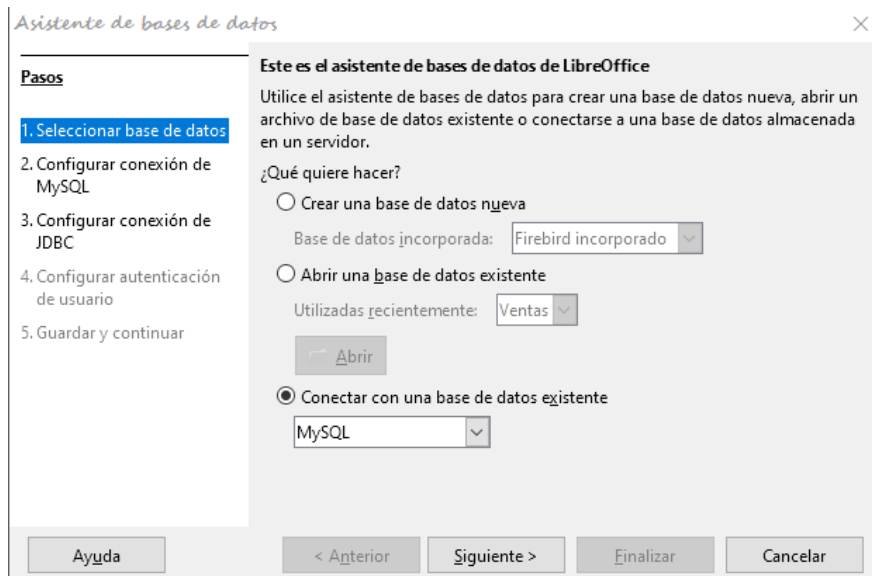 Asistente de bases de datos
Pasos
1. Seleccionar base de datos
2. Configurar conexión de
MySQL
3. Configurar conexión de
JDBC
4. Configurar autenticación
de usuario
5. Guardar y continuar
Este es el asistente de bases de datos de LibreOffice
Utilice el asistente de bases de datos para crear una base de datos nueva, abrir un
archivo de base de datos existente o conectarse a una base de datos almacenada
en un servidor.
¿Qué quiere hacer?
Crear una base de datos nueva
Base de datos incorporada: Firebird incorporado
Abrir una base de datos existente
Utilizadas recientemente: Ventas
Abrir
Conectar con una base de datos existente
MySQL
Ayuda < Anterior Siguiente > Finalizar Cancelar